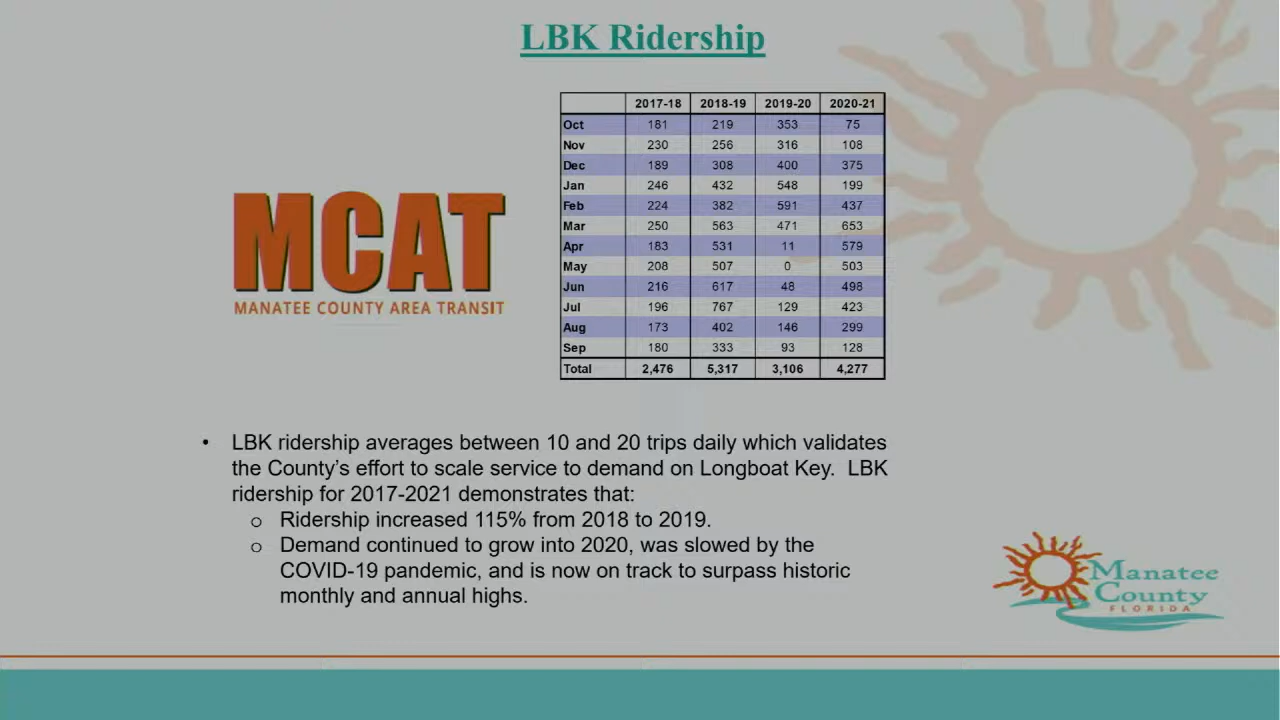 LBK Ridership
2017-18 2018-19 2019-20 2020-21
Oct 181 219 353 75
Nov 230 256 316 108
Dec 189 308 400 375
Jan 246 432 548 199
Feb 224 382 591 437
Mar 250 563 471 653
Apr 183 531 11 579
May 208 507 0 503
Jun 216 617 48 498
Jul 196 767 129 423
Aug 173 402 146 299
Sep 180 333 93 128
Total 2,476 5,317 3,106 4,277
MCAT
MANATEE COUNTY AREA TRANSIT
• LBK ridership averages between 10 and 20 trips daily which validates
the County's effort to scale service to demand on Longboat Key. LBK
ridership for 2017-2021 demonstrates that:
o Ridership increased 115% from 2018 to 2019.
o Demand continued to grow into 2020, was slowed by the
COVID-19 pandemic, and is now on track to surpass historic
monthly and annual highs.
Manatee
County
FLORIDA